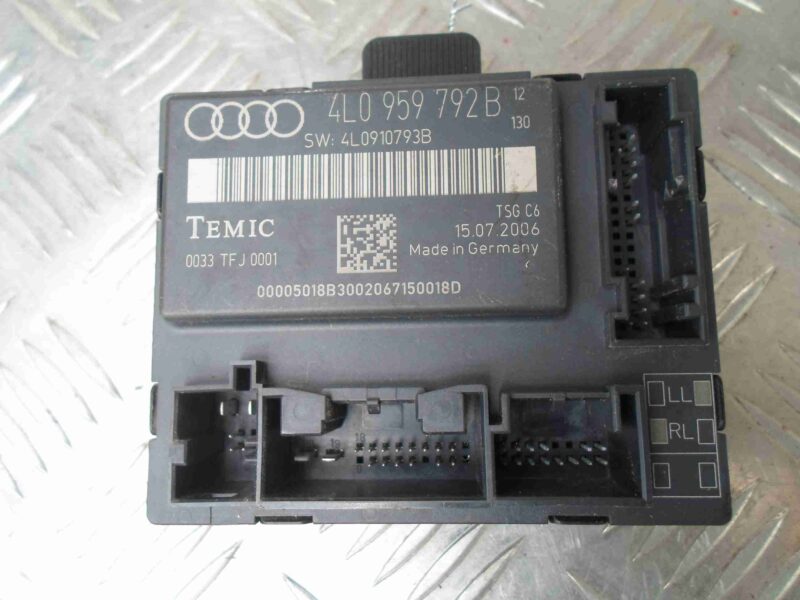 4L0 959 792B 12
130
SW: 4L0910793B
TEMIC
TSG C6
15.07.2006
0033 TFJ 0001
Made in Germany
00005018B3002067150018D
LL
RL